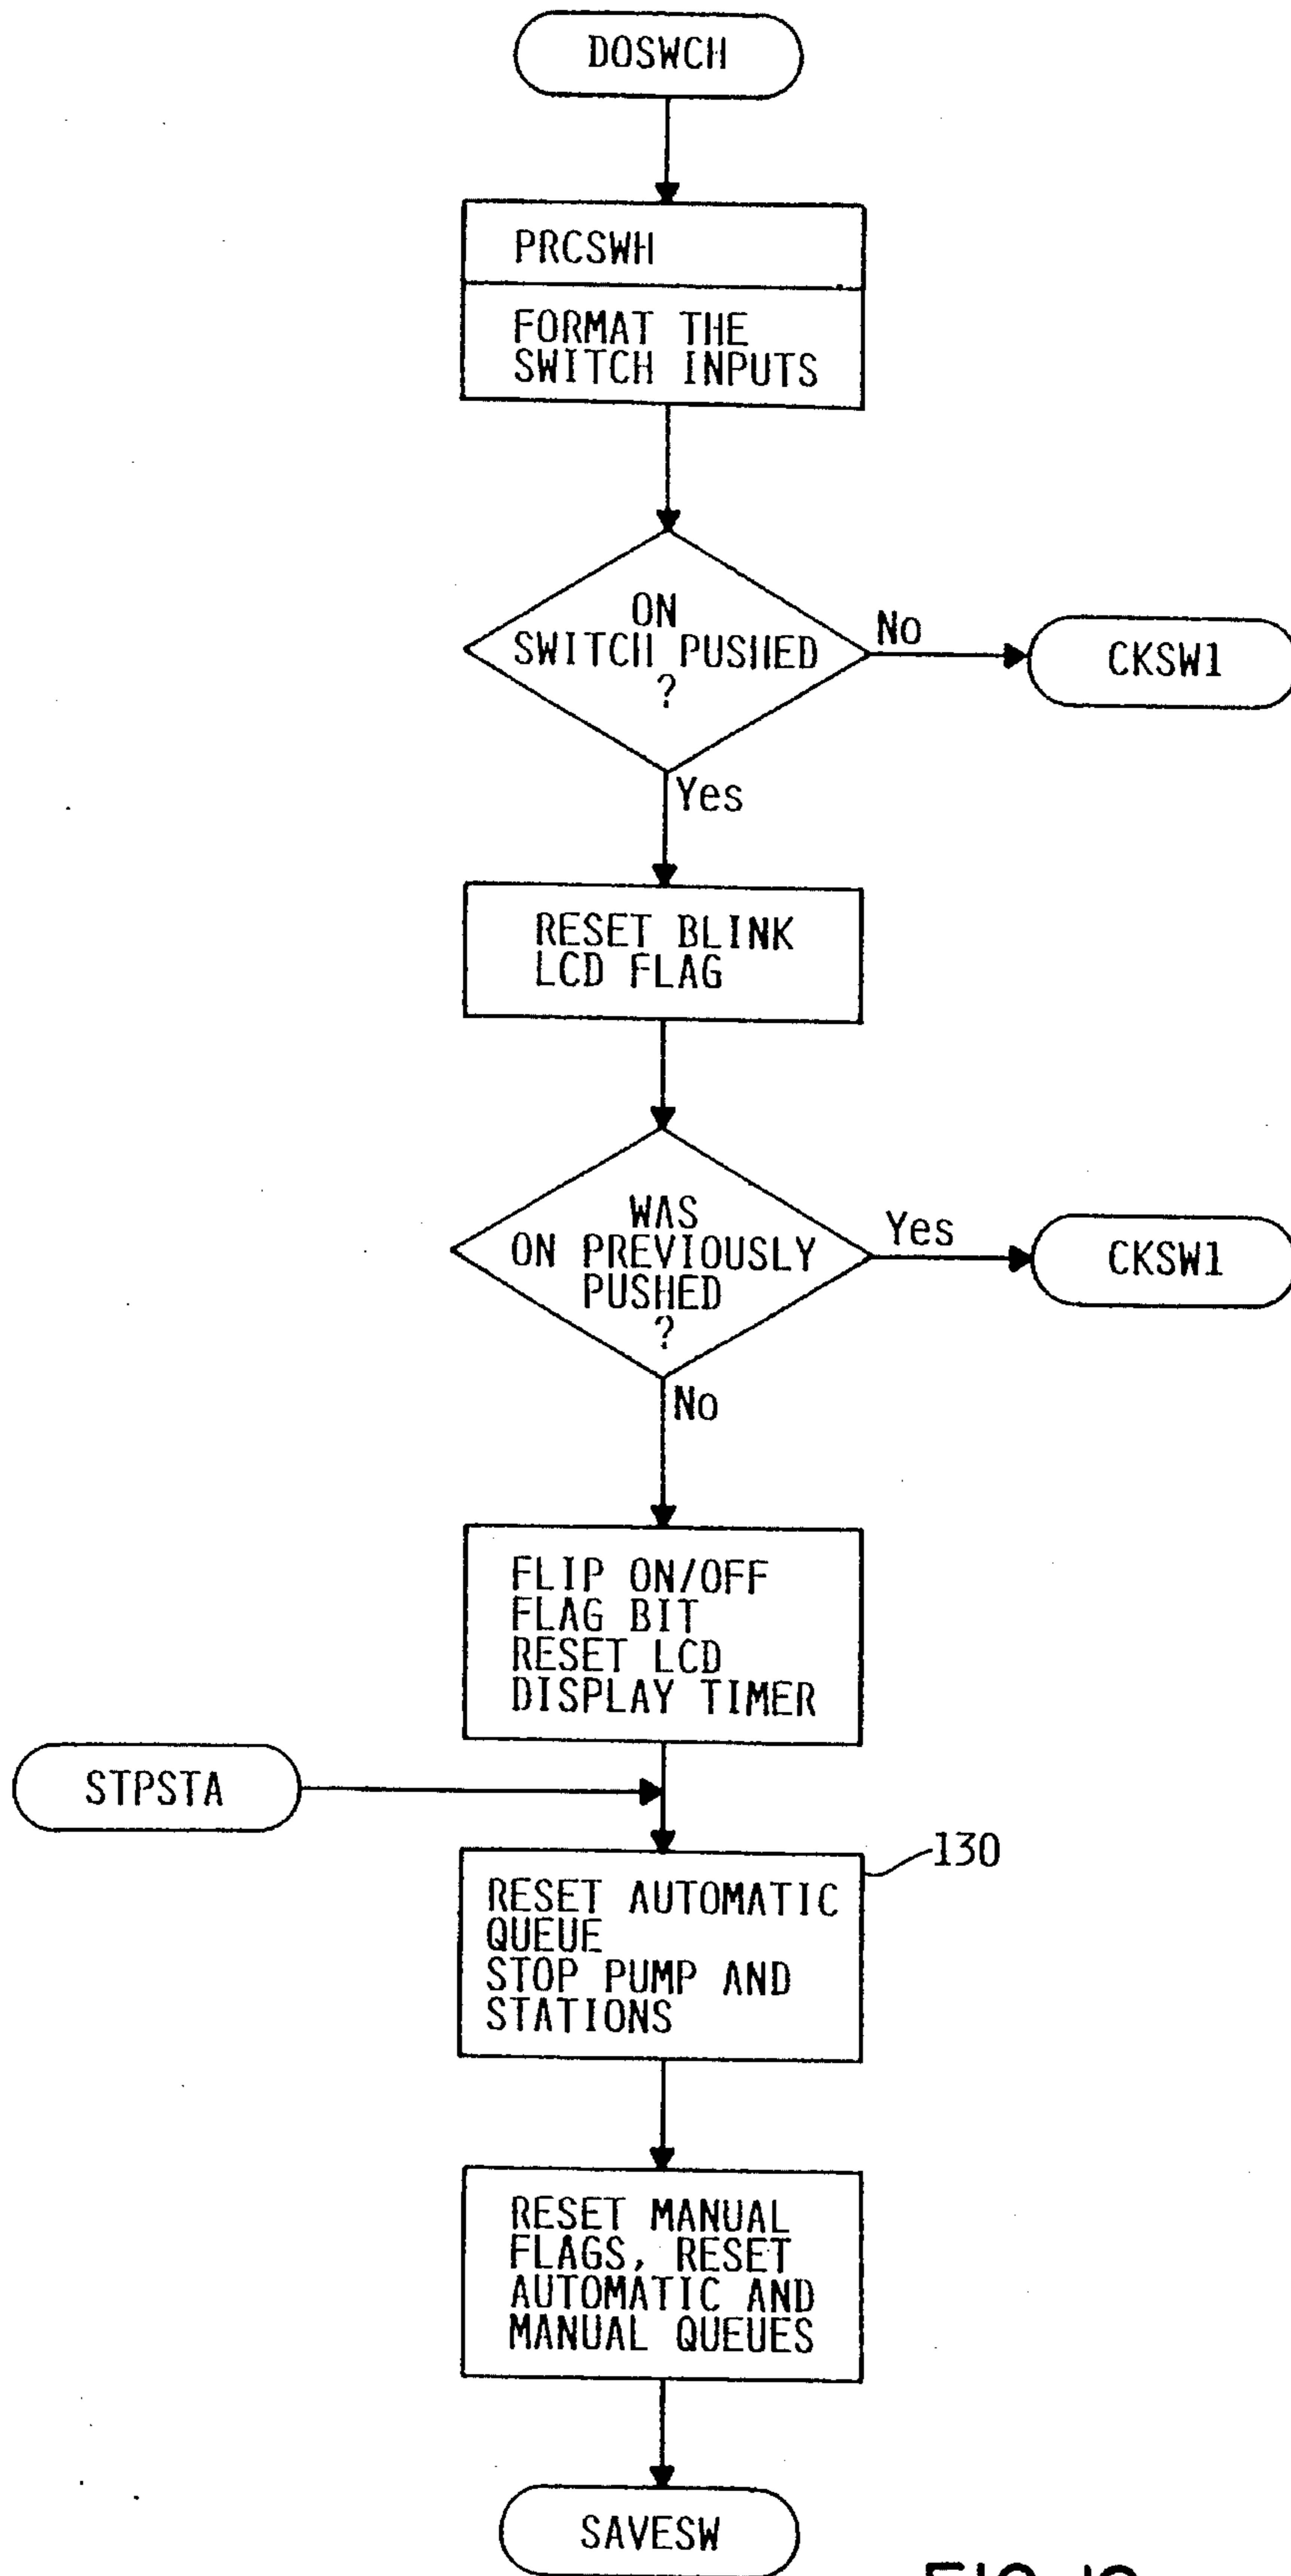 DOSWCH
PRCSWH
FORMAT THE
SWITCH INPUTS
ON
SWITCH PUSHED
?
No
CKSW1
Yes
RESET BLINK
LCD FLAG
WAS
ON PREVIOUSLY
PUSHED
?
Yes
CKSW1
No
FLIP ON/OFF
FLAG BIT
RESET LCD
DISPLAY TIMER
STPSTA
130
RESET AUTOMATIC
QUEUE
STOP PUMP AND
STATIONS
RESET MANUAL
FLAGS, RESET
AUTOMATIC AND
MANUAL QUEUES
SAVESW